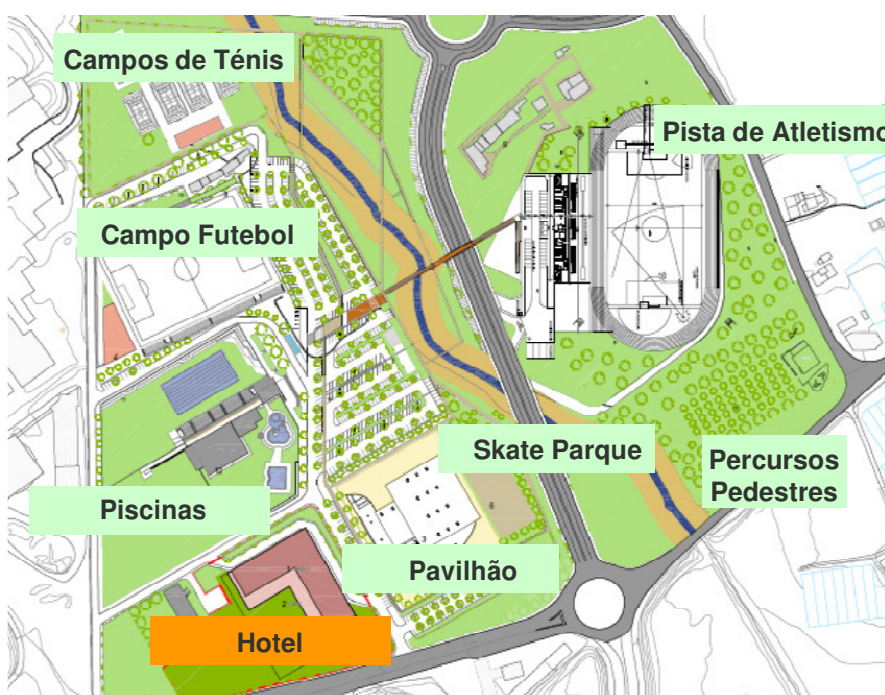 Campos de Ténis
Pista de Atletismo
Campo Futebol
Skate Parque
Percursos
Pedestres
Piscinas
Pavilhão
Hotel